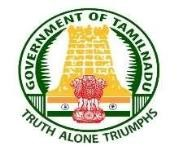 GOVERNMENT OF TAMILNADU
TRUTH ALONE TRIUMPHS